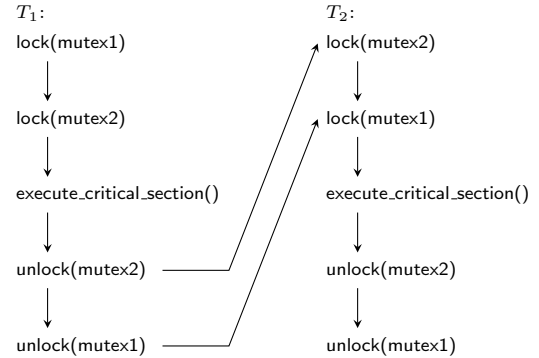 T₁:
lock(mutex1)
lock(mutex2)
execute_critical_section()
unlock(mutex2)
unlock(mutex1)
T₂:
lock(mutex2)
lock(mutex1)
execute_critical_section()
unlock(mutex2)
unlock(mutex1)